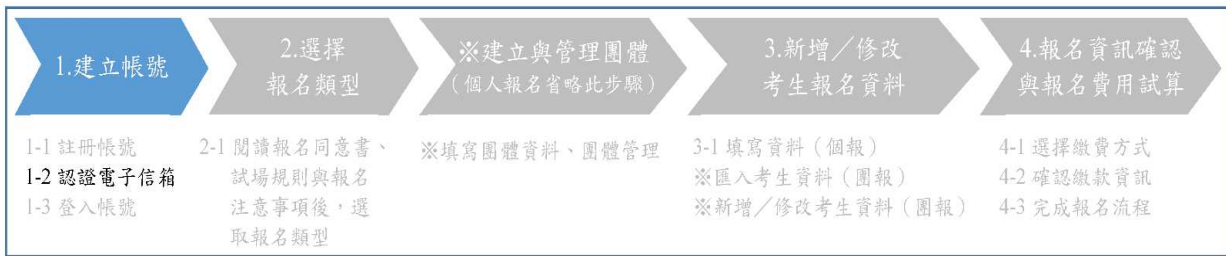 1.建立帳號
2.選擇
報名類型
※建立與管理團體
（個人報名省略此步驟）
3.新增／修改
考生報名資料
4.報名資訊確認
與報名費用試算
1-1 註冊帳號
1-2 認證電子信箱
1-3 登入帳號
2-1 閱讀報名同意書、
試場規則與報名
注意事項後，選
取報名類型
※填寫團體資料、團體管理
3-1 填寫資料（個報）
※匯入考生資料（團報）
※新增／修改考生資料（團報）
4-1 選擇繳費方式
4-2 確認繳款資訊
4-3 完成報名流程